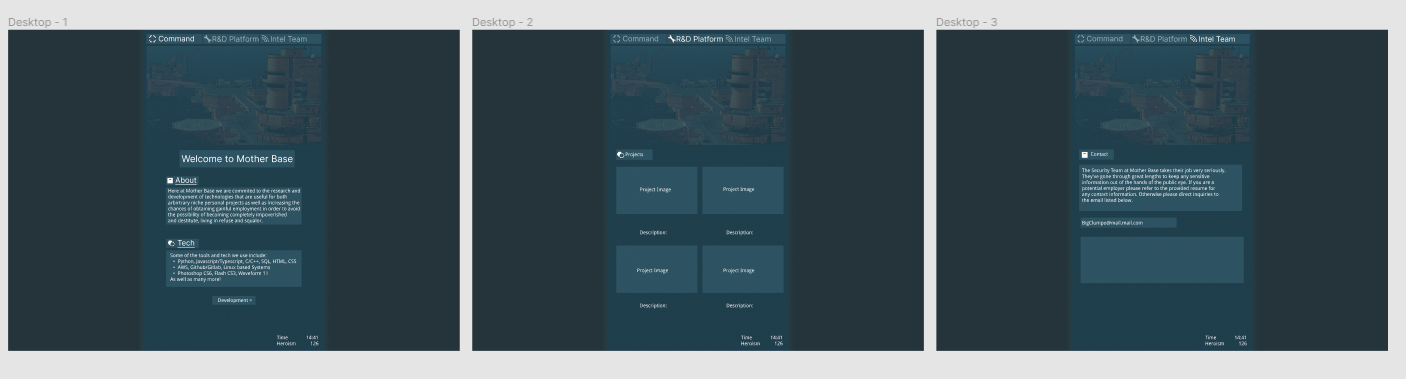 Desktop - 1
Command R&D Platform Intel Team
Welcome to Mother Base
About
Here at Mother Base we are commited to the research and
development of technologies that are useful for both
arbitrary niche personal projects as well as increasing the
chances of obtaining gainful employment in order to avoid
the possibility of becoming completely impoverished
and destitute, living in refuse and squalor.
Tech
Some of the tools and tech we use include:
• Python, Javascript/Typescript, C/C++, SQL, HTML, CSS
• AWS, Github/Gitlab, Linux based Systems
• Photoshop CS6, Flash CS3, Waveform 11
As well as many more!
Development >
Time 14:41
Heroism 126
Desktop - 2
Command R&D Platform Intel Team
Projects
Project Image Project Image
Description: Description:
Project Image Project Image
Description: Description:
Time 14:41
Heroism 126
Desktop - 3
Command R&D Platform Intel Team
Contact
The Security Team at Mother Base takes their job very seriously.
They've gone through great lengths to keep any sensitive
information out of the hands of the public eye. If you are a
potential employer please refer to the provided resume for
any contact information. Otherwise please direct inquiries to
the email listed below.
BigClumpe@mail.mail.com
Time 14:41
Heroism 126